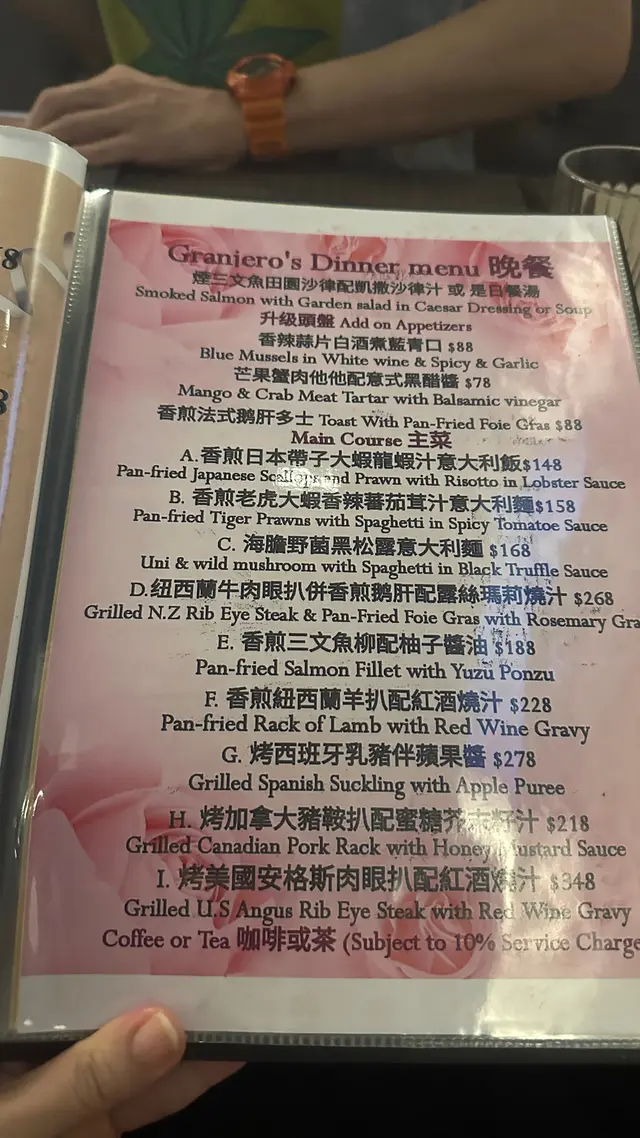 Granjero's Dinner menu 晚餐
煙三文魚田園沙律配凱撒沙律汁 或 是日餐湯
Smoked Salmon with Garden salad in Caesar Dressing or Soup
升级頭盤 Add on Appetizers
香辣蒜片白酒煮藍青口 $88
Blue Mussels in White wine & Spicy & Garlic
芒果蟹肉他他配意式黑醋醬 $78
Mango & Crab Meat Tartar with Balsamic vinegar
香煎法式鹅肝多士 Toast With Pan-Fried Foie Gras $88
Main Course 主菜
A.香煎日本帶子大蝦龍蝦汁意大利飯$148
Pan-fried Japanese Scallops and Prawn with Risotto in Lobster Sauce
B. 香煎老虎大蝦香辣蕃茄茸汁意大利麵$158
Pan-fried Tiger Prawns with Spaghetti in Spicy Tomatoe Sauce
C. 海膽野菌黑松露意大利麵 $168
Uni & wild mushroom with Spaghetti in Black Truffle Sauce
D.纽西蘭牛肉眼扒併香煎鹅肝配露絲瑪莉燒汁 $268
Grilled N.Z Rib Eye Steak & Pan-Fried Foie Gras with Rosemary Gra
E. 香煎三文魚柳配柚子醬油 $188
Pan-fried Salmon Fillet with Yuzu Ponzu
F. 香煎紐西蘭羊扒配紅酒燒汁 $228
Pan-fried Rack of Lamb with Red Wine Gravy
G. 烤西班牙乳豬伴蘋果醬 $278
Grilled Spanish Suckling with Apple Puree
H. 烤加拿大豬鞍扒配蜜糖芥末籽汁 $218
Grilled Canadian Pork Rack with Honey Mustard Sauce
I. 烤美國安格斯肉眼扒配紅酒燒汁 $348
Grilled U.S Angus Rib Eye Steak with Red Wine Gravy
Coffee or Tea 咖啡或茶 (Subject to 10% Service Charge